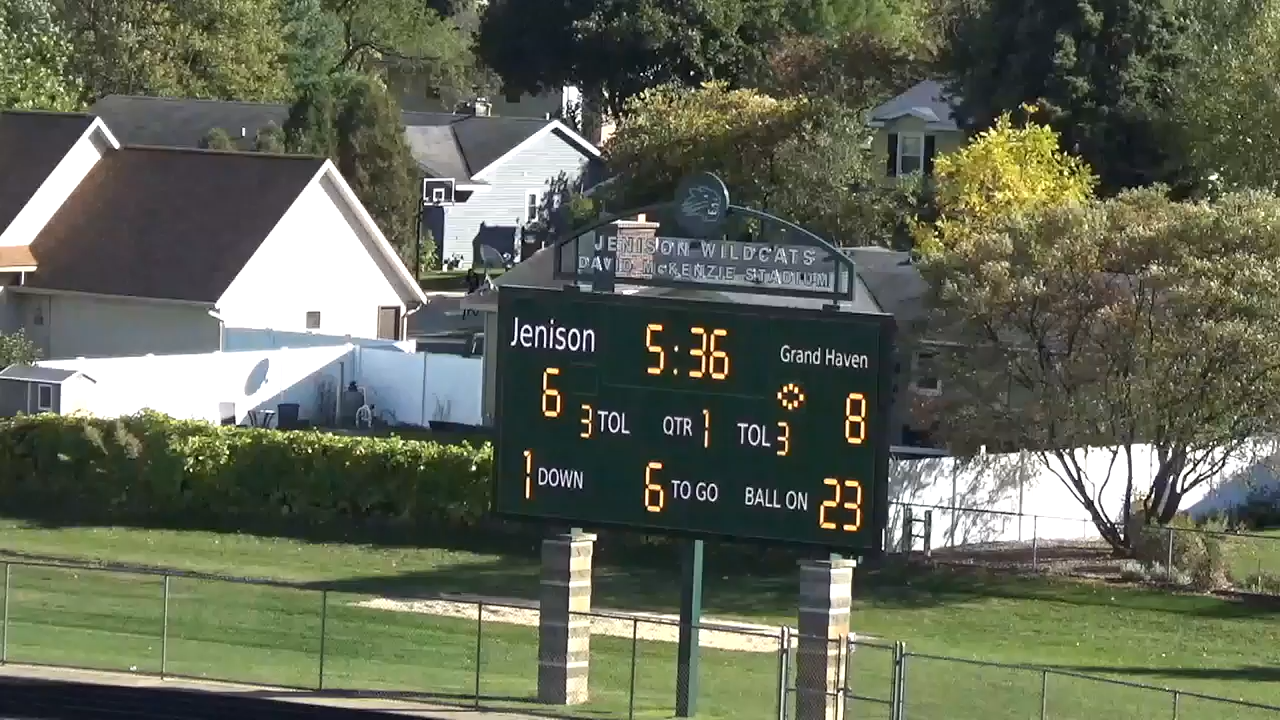 JENISON WILDCATS
DAVID McKENZIE STADIUM
Jenison 5:36 Grand Haven
6 8
3 TOL QTR 1 TOL 3
1 DOWN 6 TO GO BALL ON 23